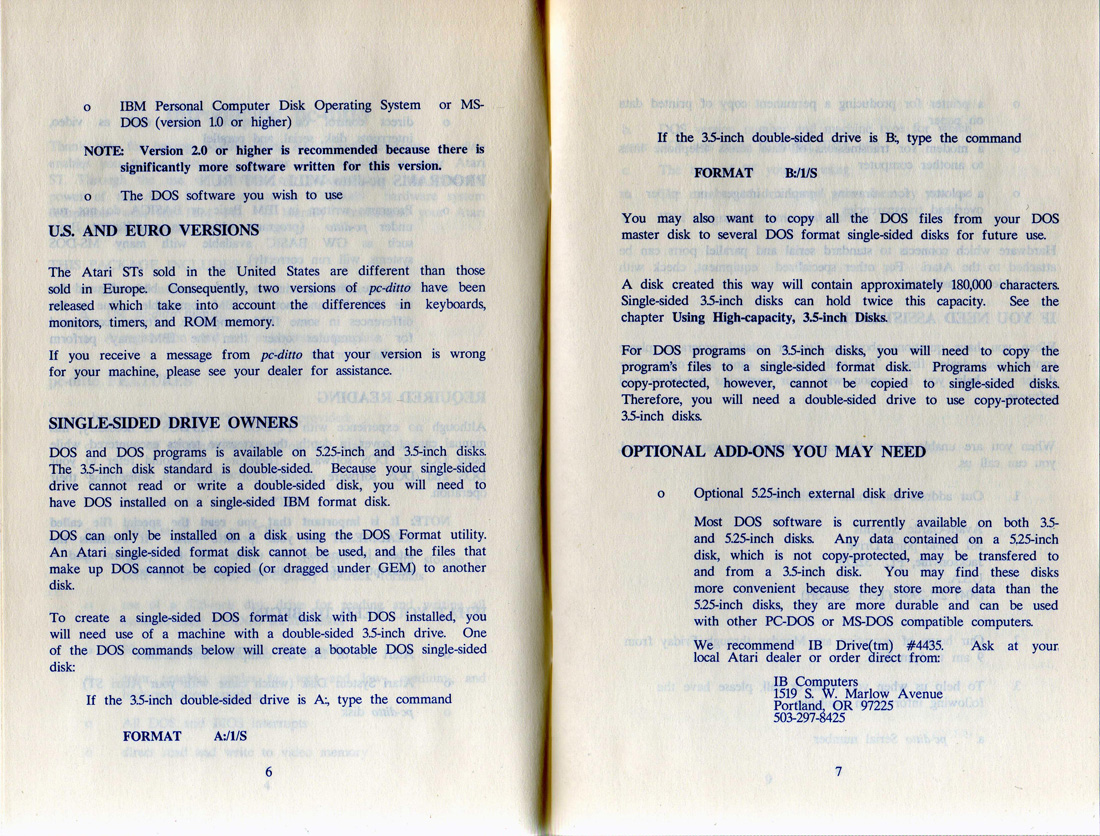 o IBM Personal Computer Disk Operating System or MS-
DOS (version 1.0 or higher)
NOTE: Version 2.0 or higher is recommended because there is
significantly more software written for this version.
o The DOS software you wish to use
U.S. AND EURO VERSIONS
The Atari STs sold in the United States are different than those
sold in Europe. Consequently, two versions of pc-ditto have been
released which take into account the differences in keyboards,
monitors, timers, and ROM memory.
If you receive a message from pc-ditto that your version is wrong
for your machine, please see your dealer for assistance.
SINGLE-SIDED DRIVE OWNERS
DOS and DOS programs is available on 5.25-inch and 3.5-inch disks.
The 3.5-inch disk standard is double-sided. Because your single-sided
drive cannot read or write a double-sided disk, you will need to
have DOS installed on a single-sided IBM format disk.
DOS can only be installed on a disk using the DOS Format utility.
An Atari single-sided format disk cannot be used, and the files that
make up DOS cannot be copied (or dragged under GEM) to another
disk.
To create a single-sided DOS format disk with DOS installed, you
will need use of a machine with a double-sided 3.5-inch drive. One
of the DOS commands below will create a bootable DOS single-sided
disk:
If the 3.5-inch double-sided drive is A:, type the command
FORMAT A:/1/S
6
If the 3.5-inch double-sided drive is B:, type the command
FORMAT B:/1/S
You may also want to copy all the DOS files from your DOS
master disk to several DOS format single-sided disks for future use.
A disk created this way will contain approximately 180,000 characters.
Single-sided 3.5-inch disks can hold twice this capacity. See the
chapter Using High-capacity, 3.5-inch Disks.
For DOS programs on 3.5-inch disks, you will need to copy the
program's files to a single-sided format disk. Programs which are
copy-protected, however, cannot be copied to single-sided disks.
Therefore, you will need a double-sided drive to use copy-protected
3.5-inch disks.
OPTIONAL ADD-ONS YOU MAY NEED
o Optional 5.25-inch external disk drive
Most DOS software is currently available on both 3.5-
and 5.25-inch disks. Any data contained on a 5.25-inch
disk, which is not copy-protected, may be transfered to
and from a 3.5-inch disk. You may find these disks
more convenient because they store more data than the
5.25-inch disks, they are more durable and can be used
with other PC-DOS or MS-DOS compatible computers.
We recommend IB Drive(tm) #4435. Ask at your
local Atari dealer or order direct from:
IB Computers
1519 S. W. Marlow Avenue
Portland, OR 97225
503-297-8425
7